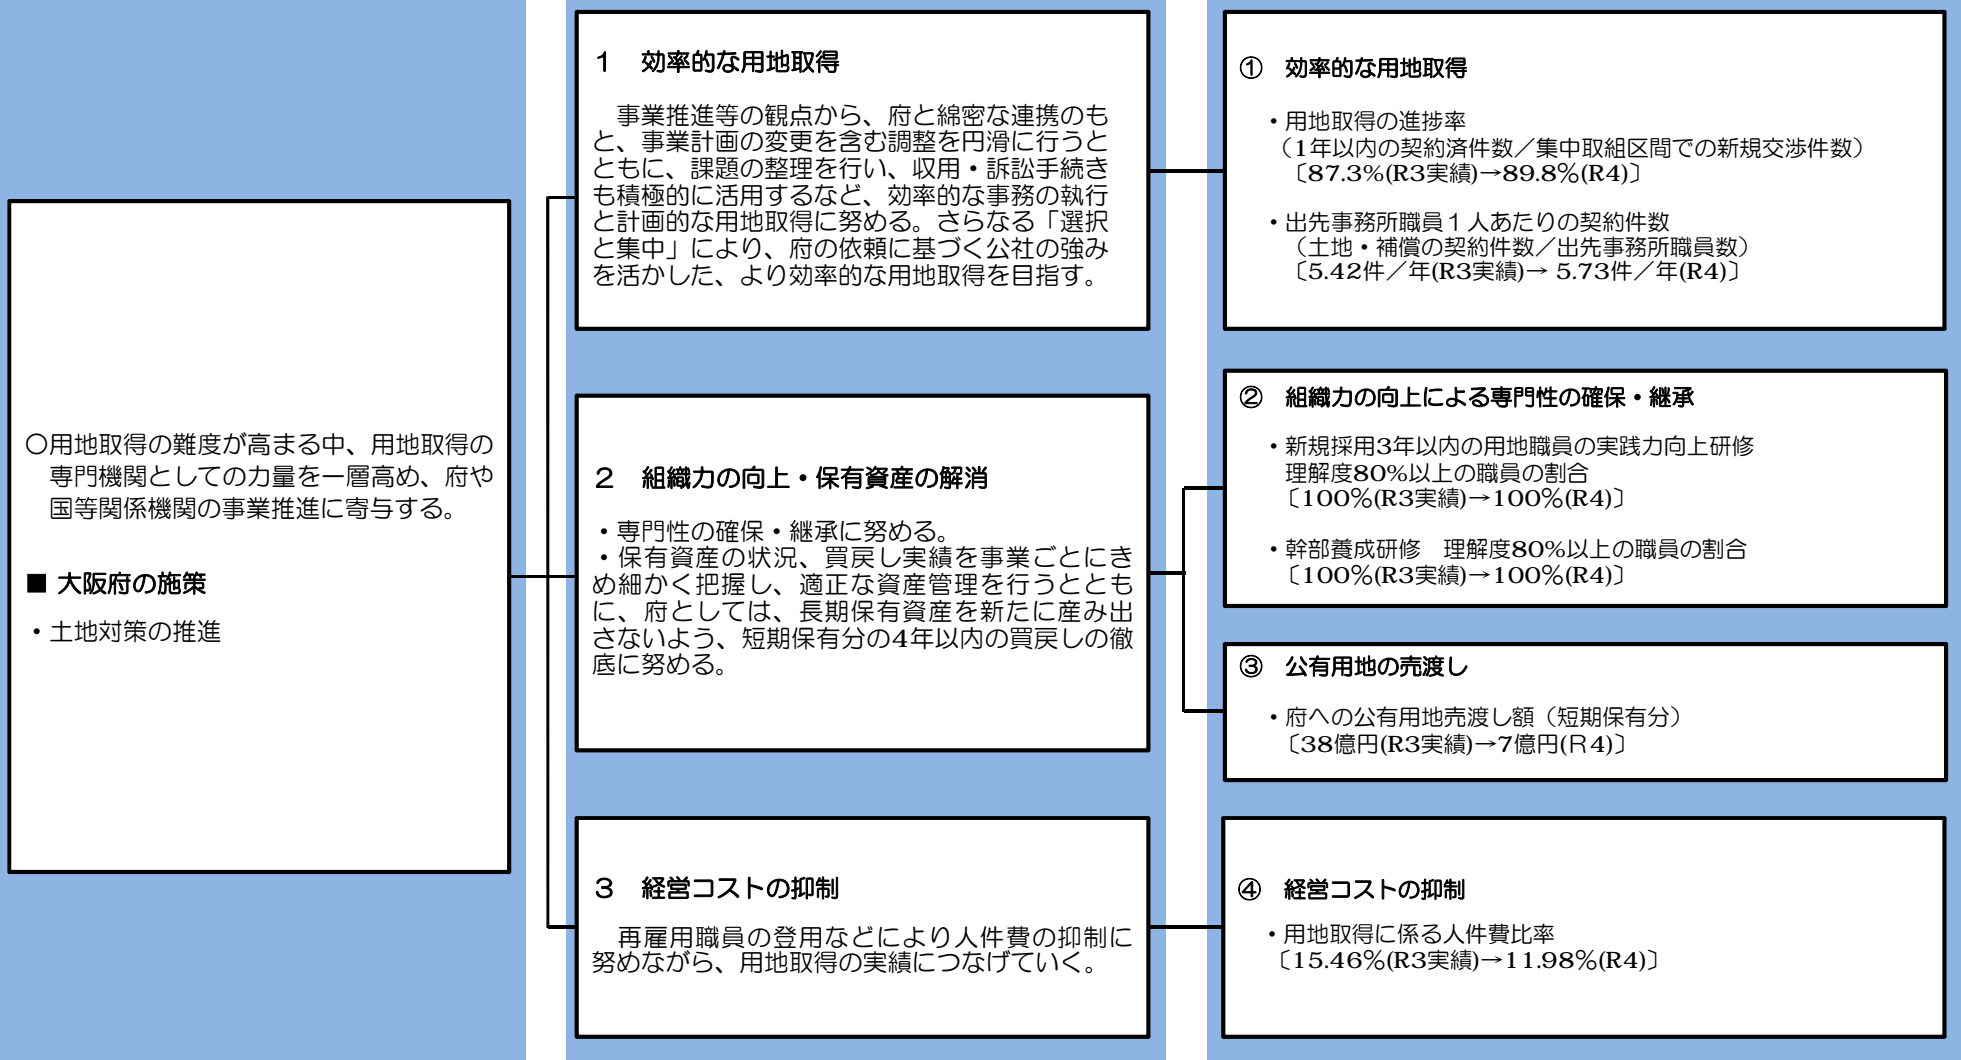 〇用地取得の難度が高まる中、用地取得の
専門機関としての力量を一層高め、府や
国等関係機関の事業推進に寄与する。
■ 大阪府の施策
・土地対策の推進
１　効率的な用地取得
事業推進等の観点から、府と綿密な連携のも
と、事業計画の変更を含む調整を円滑に行うと
ともに、課題の整理を行い、収用・訴訟手続き
も積極的に活用するなど、効率的な事務の執行
と計画的な用地取得に努める。さらなる「選択
と集中」により、府の依頼に基づく公社の強み
を活かした、より効率的な用地取得を目指す。
２　組織力の向上・保有資産の解消
・専門性の確保・継承に努める。
・保有資産の状況、買戻し実績を事業ごとにき
め細かく把握し、適正な資産管理を行うととも
に、府としては、長期保有資産を新たに産み出
さないよう、短期保有分の4年以内の買戻しの徹
底に努める。
３　経営コストの抑制
再雇用職員の登用などにより人件費の抑制に
努めながら、用地取得の実績につなげていく。
①　効率的な用地取得
・用地取得の進捗率
（1年以内の契約済件数／集中取組区間での新規交渉件数）
〔87.3%(R3実績)→89.8％(R4)〕
・出先事務所職員１人あたりの契約件数
（土地・補償の契約件数／出先事務所職員数）
〔5.42件／年(R3実績)→ 5.73件／年(R4)〕
②　組織力の向上による専門性の確保・継承
・新規採用3年以内の用地職員の実践力向上研修
理解度80%以上の職員の割合
〔100％(R3実績)→100％(R4)〕
・幹部養成研修　理解度80%以上の職員の割合
〔100％(R3実績)→100％(R4)〕
③　公有用地の売渡し
・府への公有用地売渡し額（短期保有分）
〔38億円(R3実績)→7億円(Ｒ4)〕
④　経営コストの抑制
・用地取得に係る人件費比率
〔15.46％(R3実績)→11.98％(R4)〕